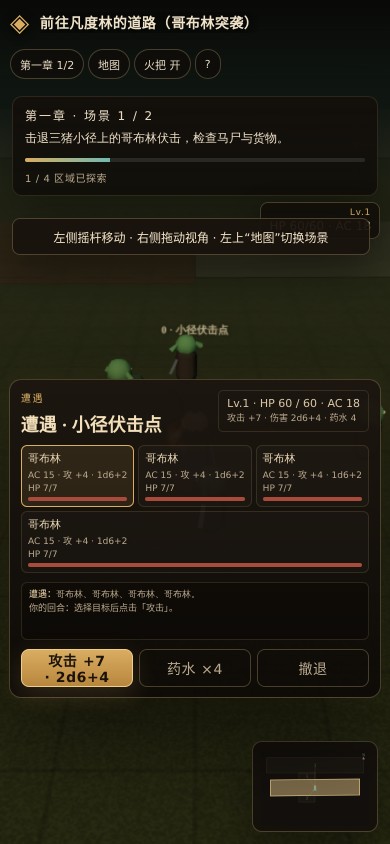 前往凡度林的道路（哥布林突袭）
第一章 1/2
地图
火把 开
?
第一章 · 场景 1 / 2
击退三猪小径上的哥布林伏击，检查马尸与货物。
1 / 4 区域已探索
Lv.1
左侧摇杆移动 · 右侧拖动视角 · 左上“地图”切换场景
0 · 小径伏击点
遭遇
遭遇 · 小径伏击点
Lv.1 · HP 60 / 60 · AC 18
攻击 +7 · 伤害 2d6+4 · 药水 4
哥布林
AC 15 · 攻 +4 · 1d6+2
HP 7/7
哥布林
AC 15 · 攻 +4 · 1d6+2
HP 7/7
哥布林
AC 15 · 攻 +4 · 1d6+2
HP 7/7
哥布林
AC 15 · 攻 +4 · 1d6+2
HP 7/7
遭遇：哥布林、哥布林、哥布林、哥布林。
你的回合：选择目标后点击「攻击」。
攻击 +7
· 2d6+4
药水 ×4
撤退